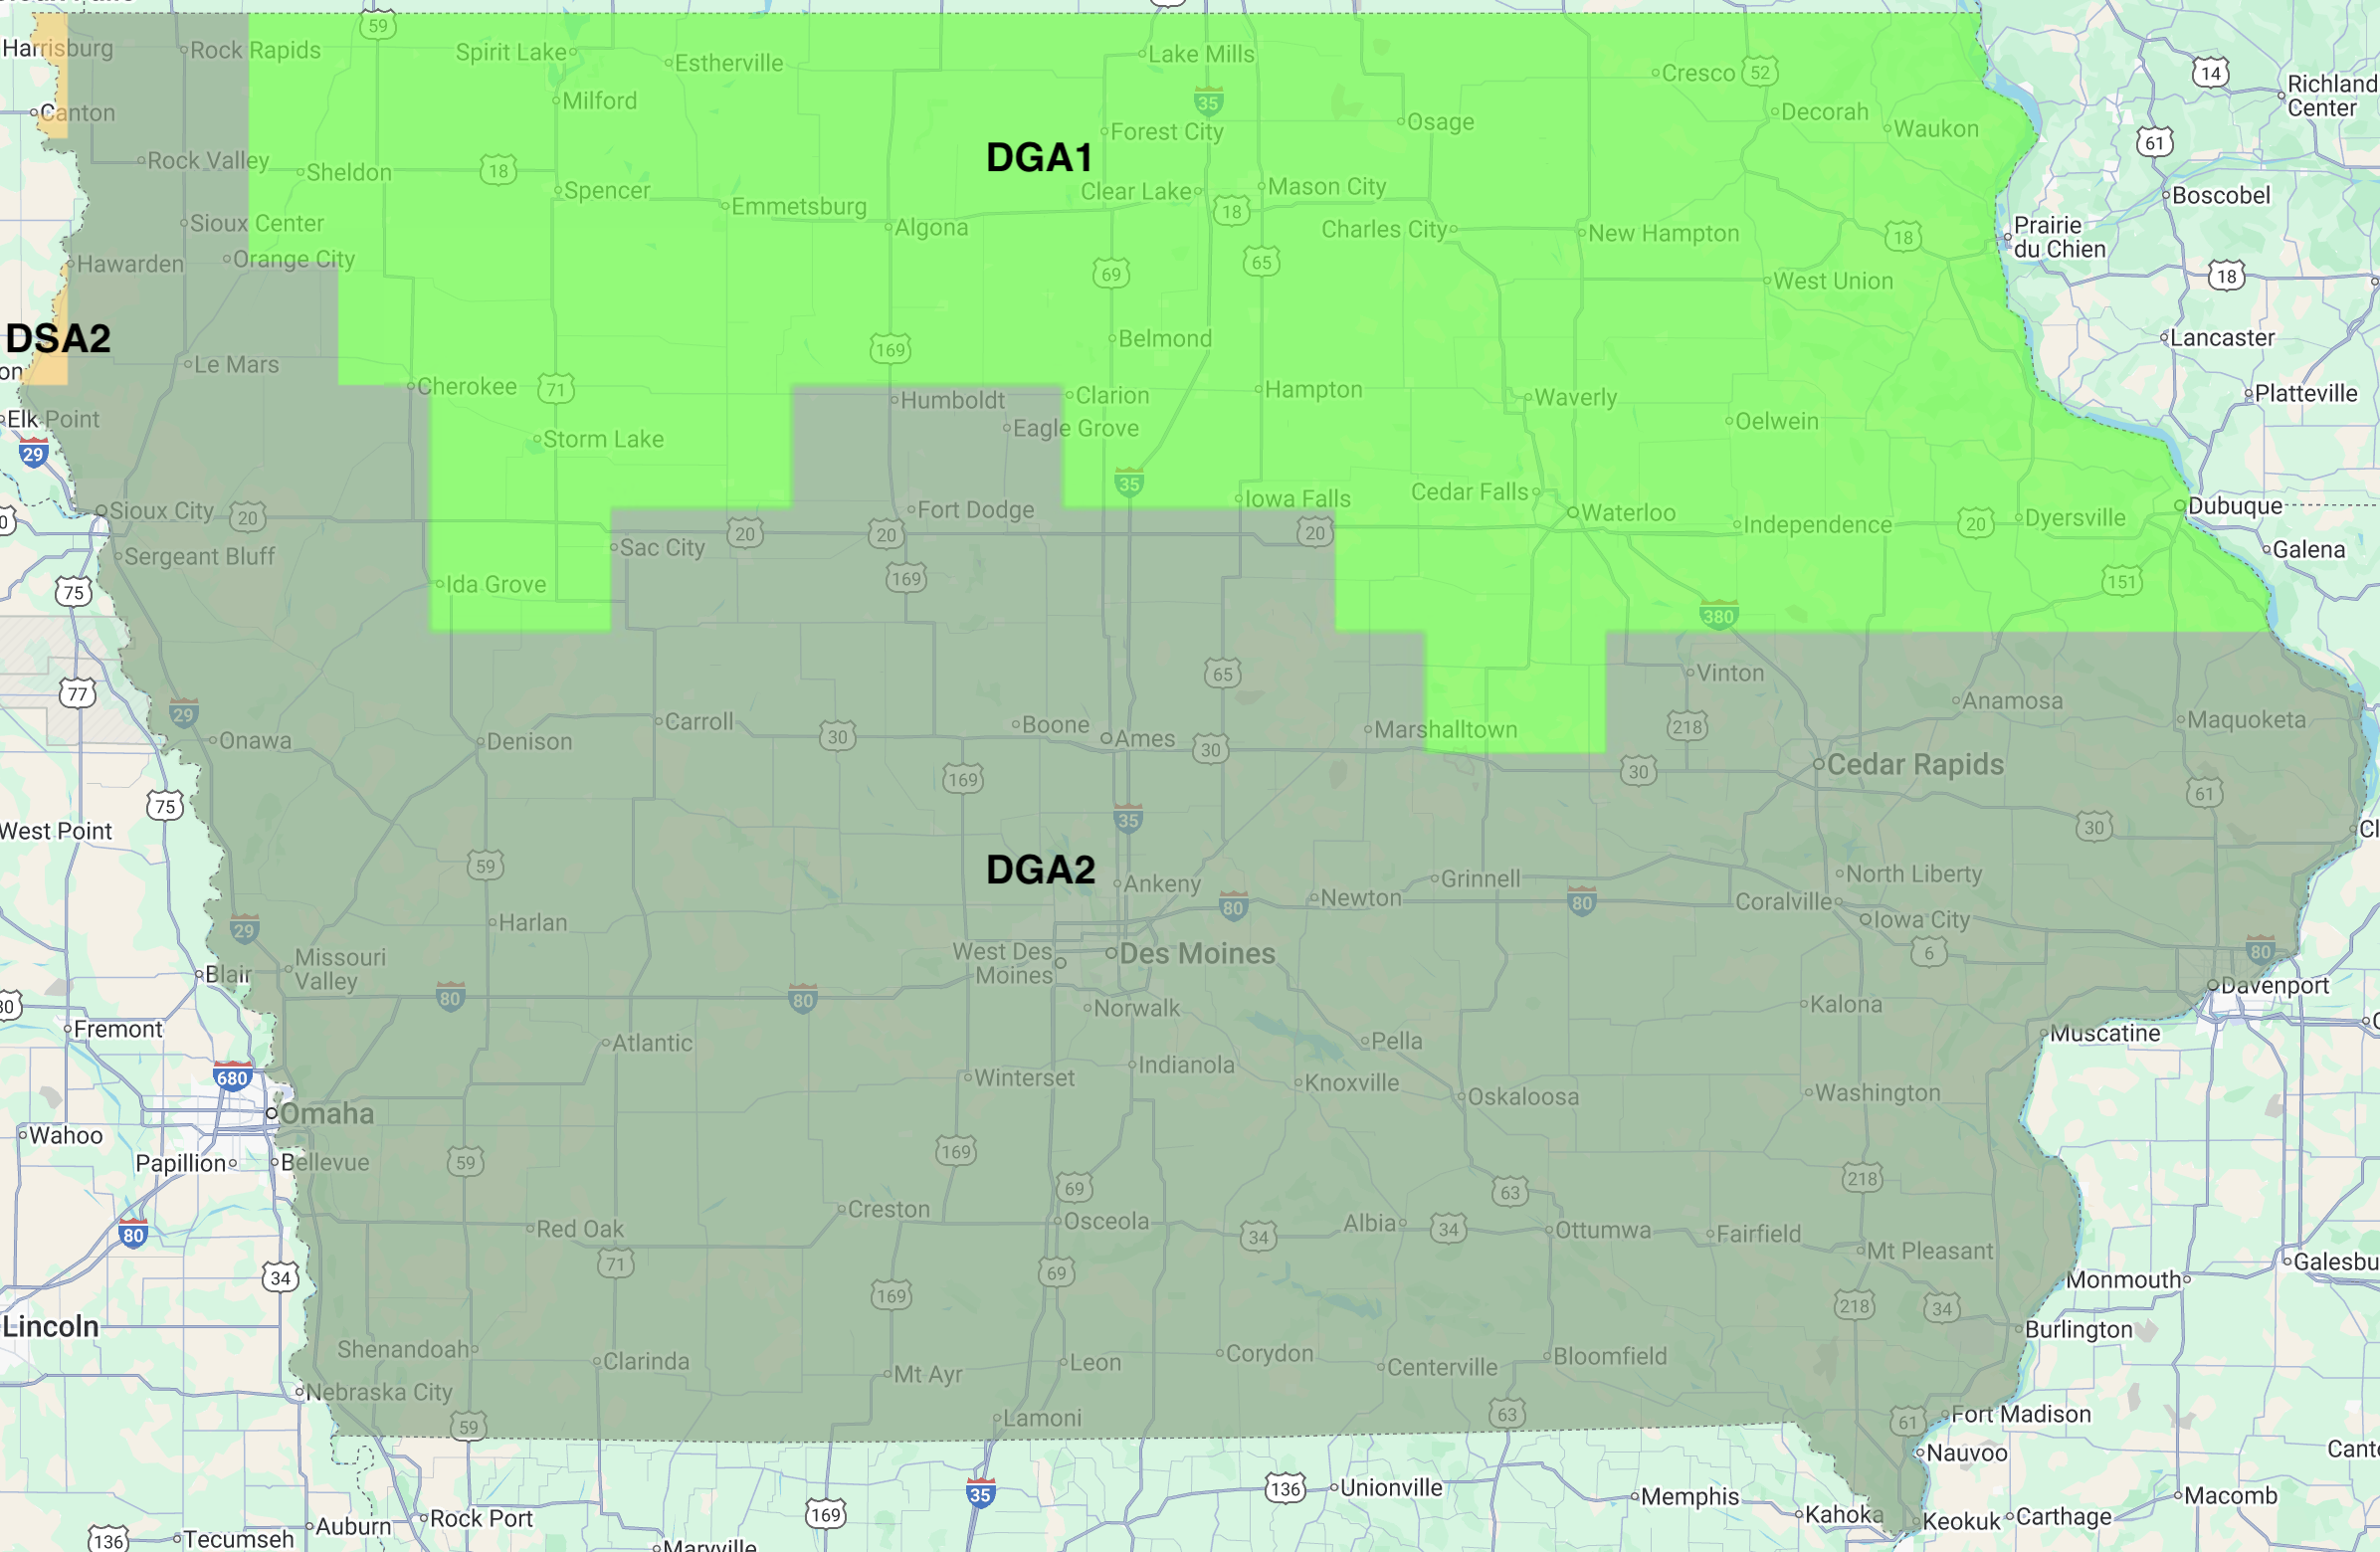 59
Harrisburg
Rock Rapids
Spirit Lake
Estherville
Lake Mills
Cresco
52
14
Richland
Center
Milford
35
Canton
Forest City
Osage
Decorah
Waukon
61
DGA1
Rock Valley
Sheldon
18
Spencer
Clear Lake
Mason City
Boscobel
Emmetsburg
18
Sioux Center
Algona
Charles City
New Hampton
18
Prairie
du Chien
Orange City
Hawarden
69
65
18
West Union
DSA2
Belmond
Lancaster
169
Le Mars
Cherokee
71
Clarion
Hampton
Waverly
Platteville
Humboldt
Elk Point
Eagle Grove
Oelwein
Storm Lake
29
35
Iowa Falls
Cedar Falls
Sioux City
20
Fort Dodge
Waterloo
Dyersville
Dubuque
Independence
20
Sac City
20
20
20
Sergeant Bluff
Galena
75
Ida Grove
169
151
380
65
Vinton
77
29
Anamosa
Carroll
Boone
Marshalltown
218
Maquoketa
Onawa
Denison
30
Ames
30
30
Cedar Rapids
169
75
61
West Point
35
30
Cl
59
DGA2
Ankeny
Grinnell
North Liberty
Newton
80
80
Coralville
29
Harlan
Iowa City
West Des
Moines
Des Moines
6
80
Missouri
Valley
Blair
Davenport
80
80
Kalona
Norwalk
Fremont
Muscatine
Atlantic
Pella
680
Winterset
Indianola
Knoxville
Oskaloosa
Washington
Omaha
Wahoo
Papillion
Bellevue
59
169
218
69
63
80
Red Oak
Creston
Osceola
Albia
34
34
Ottumwa
Fairfield
Mt Pleasant
71
34
69
Monmouth
Galesbu
169
218
34
Lincoln
Burlington
Shenandoah
Clarinda
Mt Ayr
Leon
Corydon
Centerville
Bloomfield
Nebraska City
59
Lamoni
63
61
Fort Madison
Nauvoo
35
136
Unionville
Memphis
Macomb
Rock Port
169
Kahoka
Keokuk
Carthage
Auburn
136
Tecumseh
Maryville